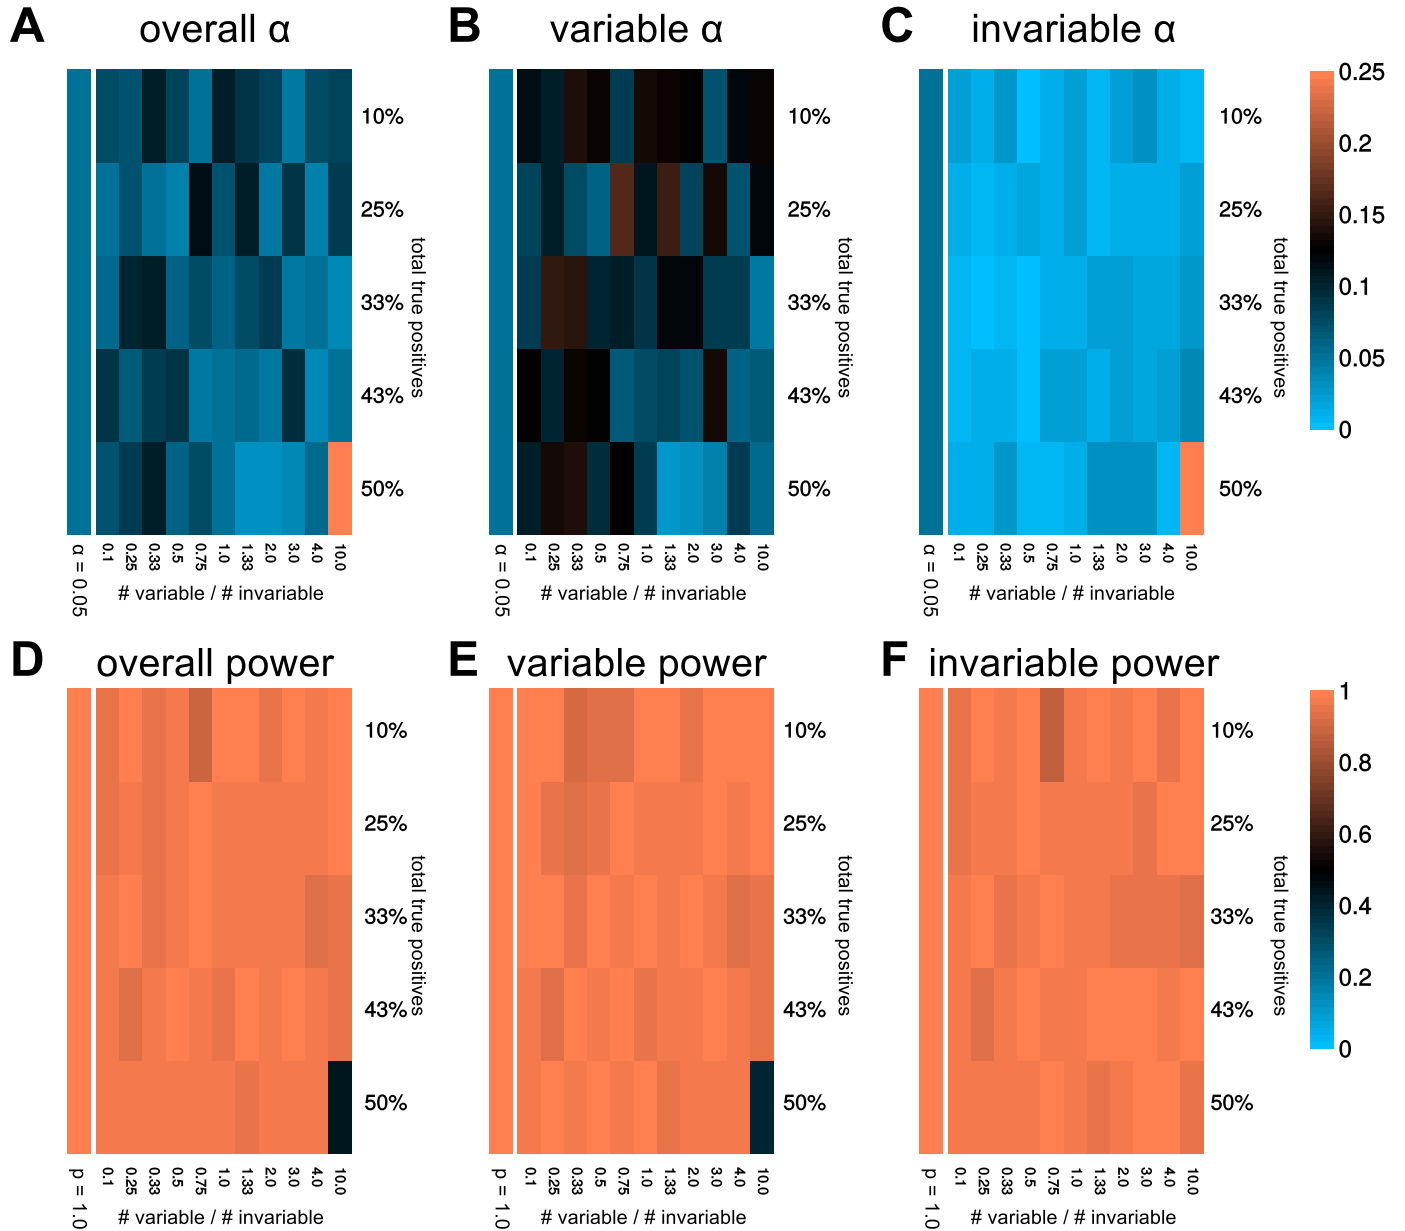 A overall α
10%
25%
33%
43%
50%
total true positives
α = 0.05 0.1 0.25 0.33 0.5 0.75 1.0 1.33 2.0 3.0 4.0 10.0
# variable / # invariable
B variable α
10%
25%
33%
43%
50%
total true positives
α = 0.05 0.1 0.25 0.33 0.5 0.75 1.0 1.33 2.0 3.0 4.0 10.0
# variable / # invariable
C invariable α
10%
25%
33%
43%
50%
total true positives
α = 0.05 0.1 0.25 0.33 0.5 0.75 1.0 1.33 2.0 3.0 4.0 10.0
# variable / # invariable
0.25
0.2
0.15
0.1
0.05
0
D overall power
10%
25%
33%
43%
50%
total true positives
p = 1.0 0.1 0.25 0.33 0.5 0.75 1.0 1.33 2.0 3.0 4.0 10.0
# variable / # invariable
E variable power
10%
25%
33%
43%
50%
total true positives
p = 1.0 0.1 0.25 0.33 0.5 0.75 1.0 1.33 2.0 3.0 4.0 10.0
# variable / # invariable
F invariable power
10%
25%
33%
43%
50%
total true positives
p = 1.0 0.1 0.25 0.33 0.5 0.75 1.0 1.33 2.0 3.0 4.0 10.0
# variable / # invariable
1
0.8
0.6
0.4
0.2
0